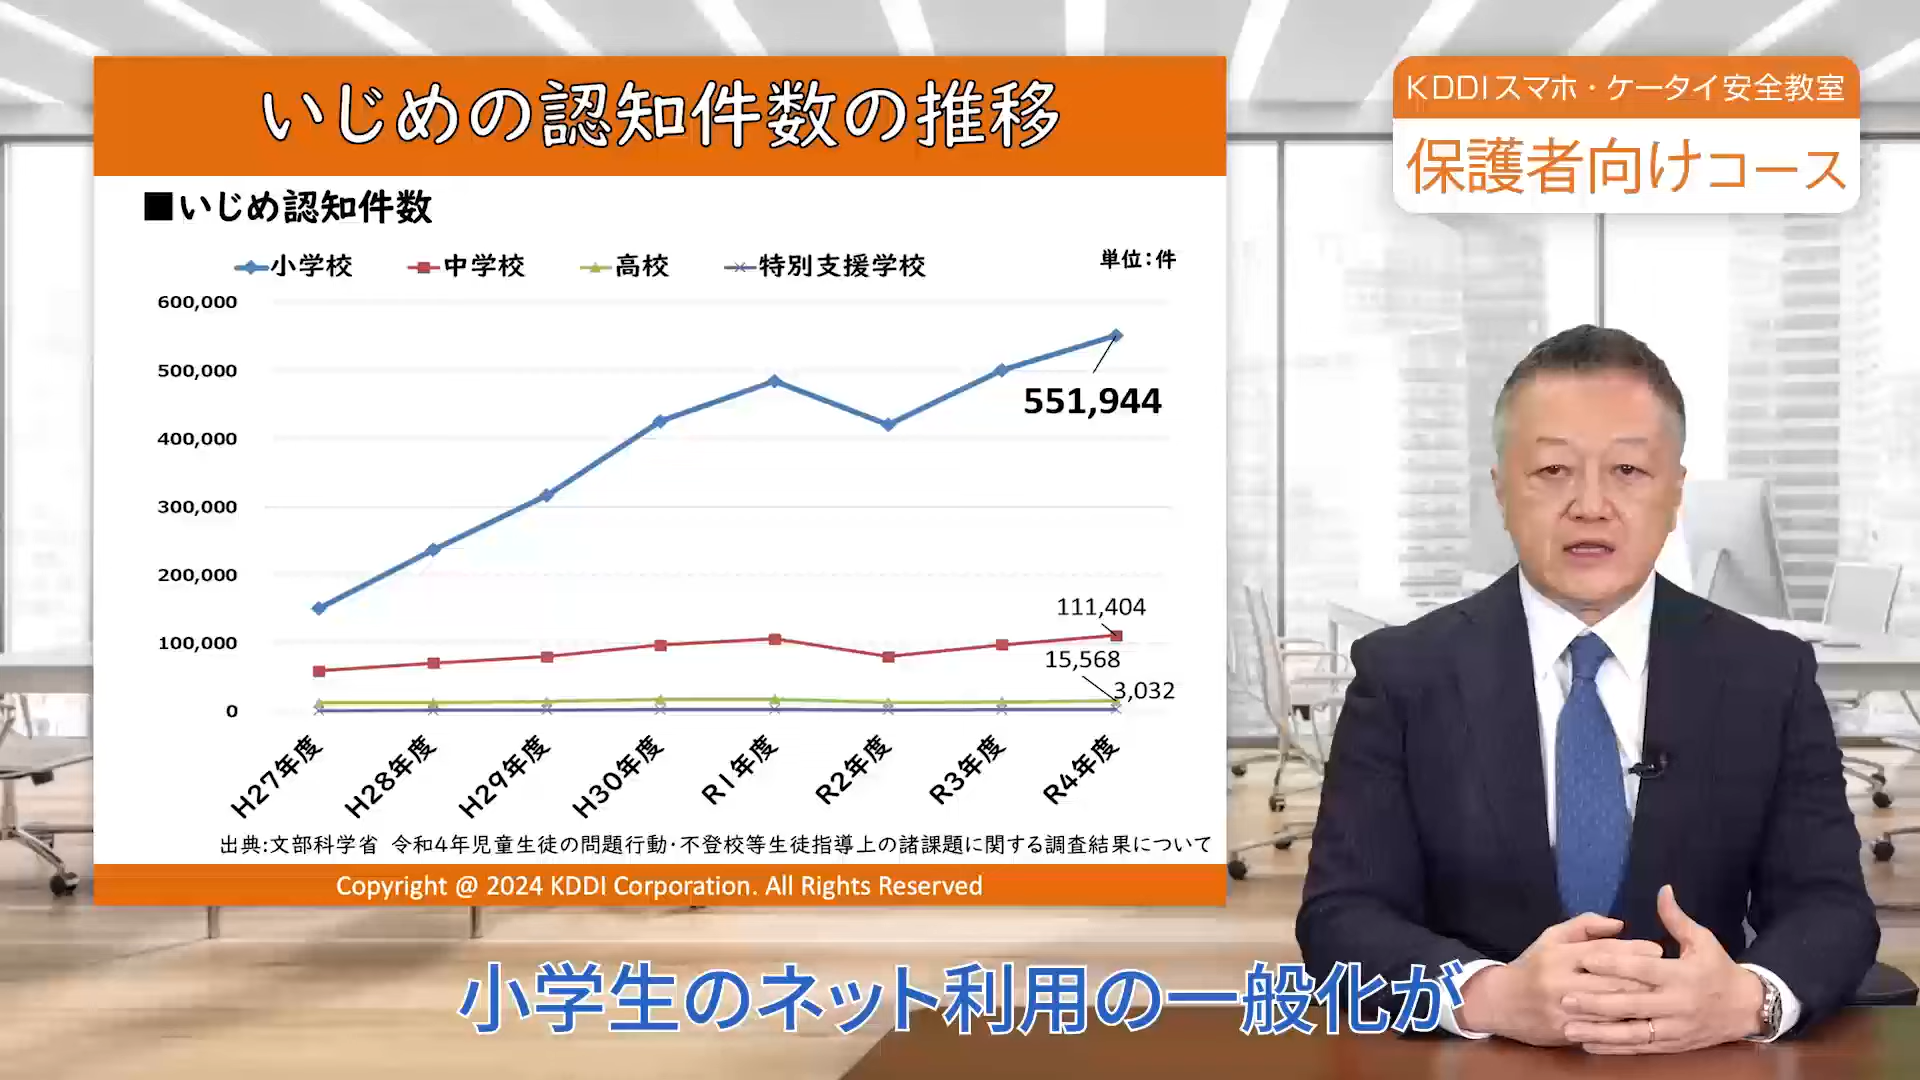 いじめの認知件数の推移
KDDIスマホ・ケータイ安全教室
保護者向けコース
■いじめ認知件数
小学校 中学校 高校 特別支援学校
単位:件
600,000
500,000
400,000
300,000
200,000
100,000
0
551,944
111,404
15,568
3,032
H27年度 H28年度 H29年度 H30年度 R1年度 R2年度 R3年度 R4年度
出典:文部科学省 令和4年児童生徒の問題行動・不登校等生徒指導上の諸課題に関する調査結果について
Copyright @ 2024 KDDI Corporation. All Rights Reserved
小学生のネット利用の一般化が